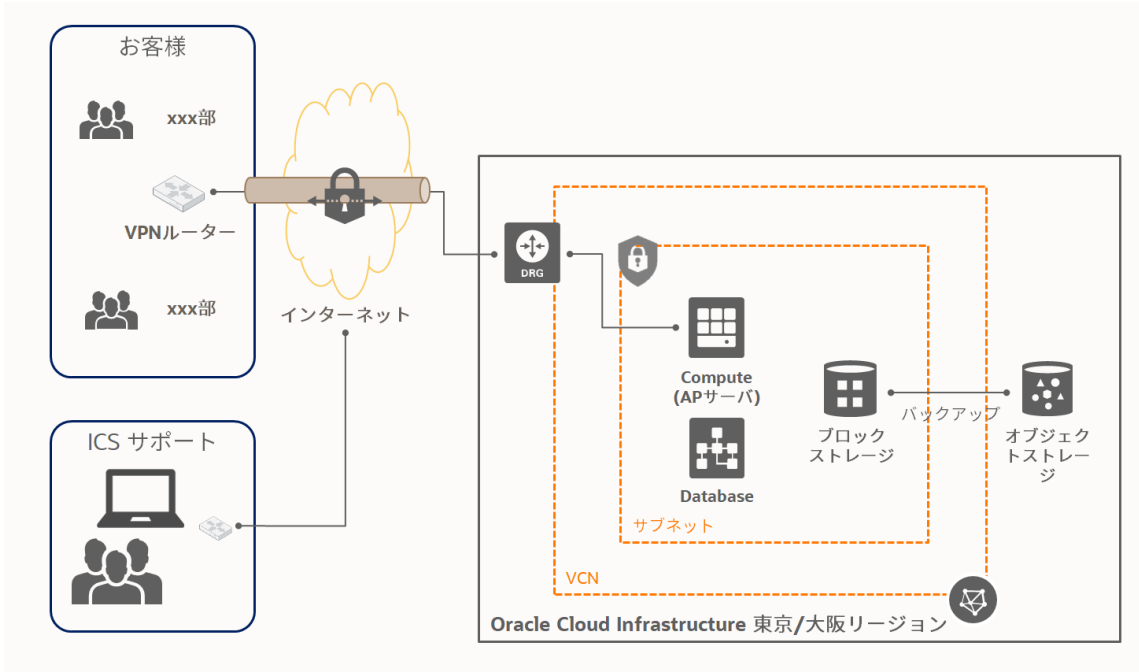 お客様
xxx部
VPNルーター
xxx部
インターネット
ICS サポート
DRG
Compute
(APサーバ)
Database
ブロック
ストレージ
バックアップ
オブジェク
トストレー
ジ
サブネット
VCN
Oracle Cloud Infrastructure 東京/大阪リージョン